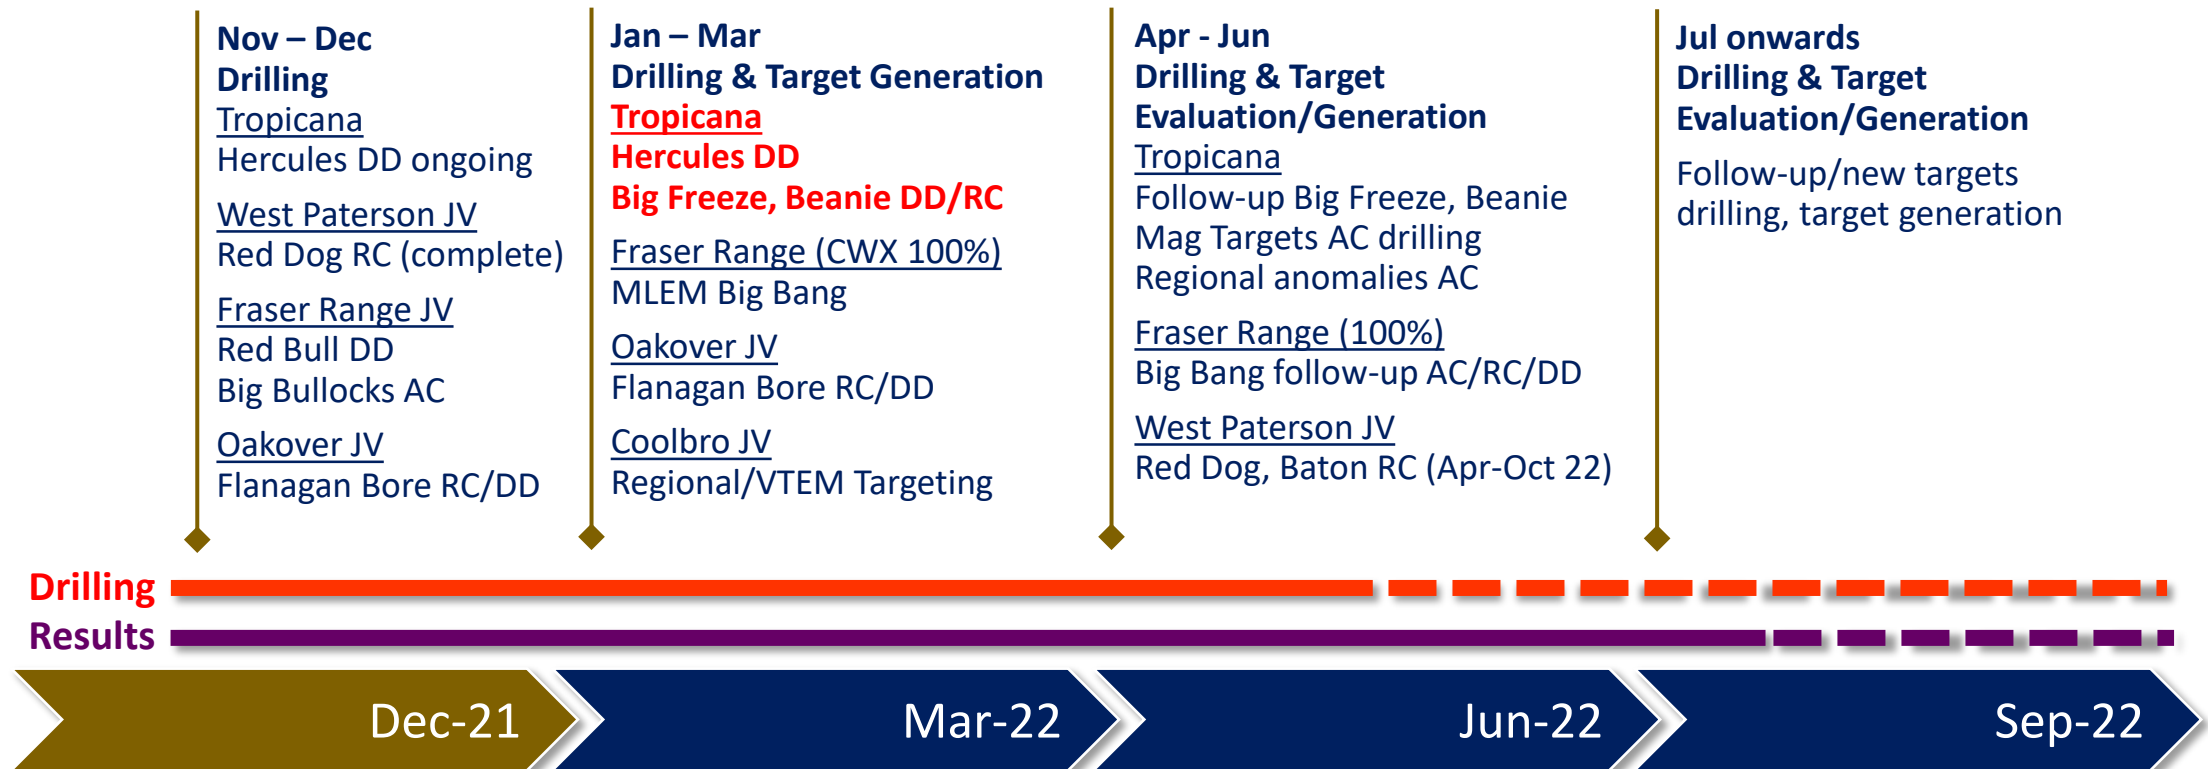 Nov – Dec
Drilling
Tropicana
Hercules DD ongoing
West Paterson JV
Red Dog RC (complete)
Fraser Range JV
Red Bull DD
Big Bullocks AC
Oakover JV
Flanagan Bore RC/DD
Jan – Mar
Drilling & Target Generation
Tropicana
Hercules DD
Big Freeze, Beanie DD/RC
Fraser Range (CWX 100%)
MLEM Big Bang
Oakover JV
Flanagan Bore RC/DD
Coolbro JV
Regional/VTEM Targeting
Apr - Jun
Drilling & Target
Evaluation/Generation
Tropicana
Follow-up Big Freeze, Beanie
Mag Targets AC drilling
Regional anomalies AC
Fraser Range (100%)
Big Bang follow-up AC/RC/DD
West Paterson JV
Red Dog, Baton RC (Apr-Oct 22)
Jul onwards
Drilling & Target
Evaluation/Generation
Follow-up/new targets
drilling, target generation
Drilling
Results
Dec-21
Mar-22
Jun-22
Sep-22